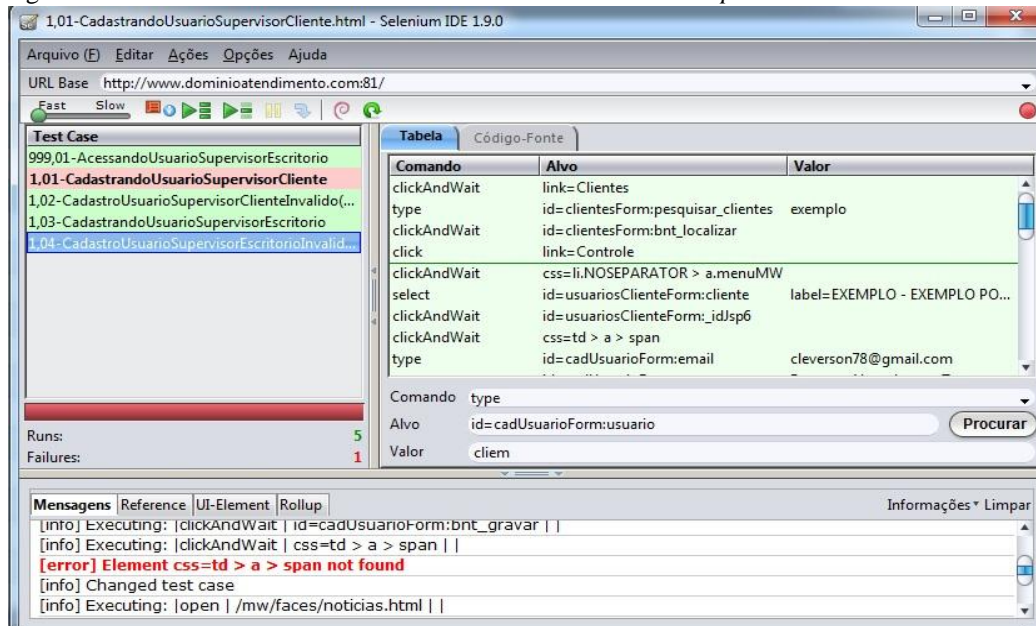 1,01-CadastrandoUsuarioSupervisorCliente.html - Selenium IDE 1.9.0
Arquivo (F) Editar Ações Opções Ajuda
URL Base http://www.dominioatendimento.com:81/
Fast Slow
Test Case
999,01-AcessandoUsuarioSupervisorEscritorio
1,01-CadastrandoUsuarioSupervisorCliente
1,02-CadastroUsuarioSupervisorClienteInvalido(...
1,03-CadastrandoUsuarioSupervisorEscritorio
1,04-CadastroUsuarioSupervisorEscritorioInvalid...
Runs: 5
Failures: 1
Tabela Código-Fonte
Comando Alvo Valor
clickAndWait link=Clientes
type id=clientesForm:pesquisar_clientes exemplo
clickAndWait id=clientesForm:bnt_localizar
click link=Controle
clickAndWait css=li.NOSEPARATOR > a.menuMW
select id=usuariosClienteForm:cliente label=EXEMPLO - EXEMPLO PO...
clickAndWait id=usuariosClienteForm:_idJsp6
clickAndWait css=td > a > span
type id=cadUsuarioForm:email cleverson78@gmail.com
Comando type
Alvo id=cadUsuarioForm:usuario Procurar
Valor cliem
Mensagens Reference UI-Element Rollup Informações Limpar
[info] Executing: |clickAndWait | id=cadUsuarioForm:bnt_gravar | |
[info] Executing: |clickAndWait | css=td > a > span | |
[error] Element css=td > a > span not found
[info] Changed test case
[info] Executing: |open | /mw/faces/noticias.html | |